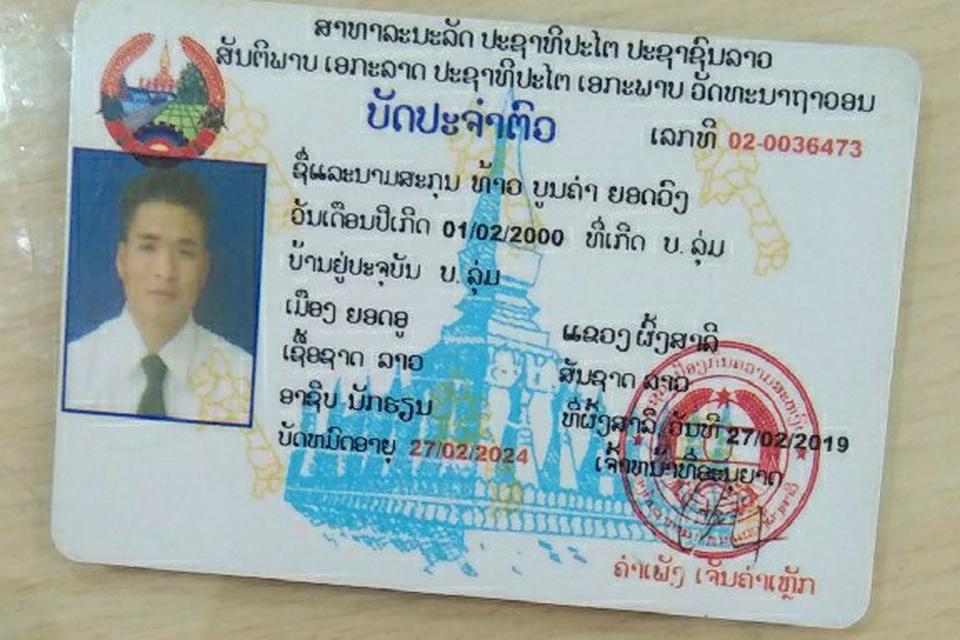 ສາທາລະນະລັດ ປະຊາທິປະໄຕ ປະຊາຊົນລາວ
ສັນຕິພາບ ເອກະລາດ ປະຊາທິປະໄຕ ເອກະພາບ ວັດທະນາຖາວອນ
ບັດປະຈຳຕົວ
ເລກທີ 02-0036473
ຊື່ແລະນາມສະກຸນ ທ້າວ ບູນຄ່າ ຍອດວົງ
ວັນເດືອນປີເກີດ 01/02/2000 ທີ່ເກີດ ບ. ລຸ່ມ
ບ້ານຢູ່ປະຈຸບັນ ບ. ລຸ່ມ
ເມືອງ ຍອດອູ ແຂວງ ຜົ້ງສາລີ
ເຊື້ອຊາດ ລາວ ສັນຊາດ ລາວ
ອາຊິບ ນັກຮຽນ ທີ່ຜົ້ງສາລີ ວັນທີ 27/02/2019
ບັດຫມົດອາຍຸ 27/02/2024 ເຈົ້າຫນ້າທີ່ອະນຸຍາດ
ຄຳເພັງ ເຈັນຄຳເຫຼັກ